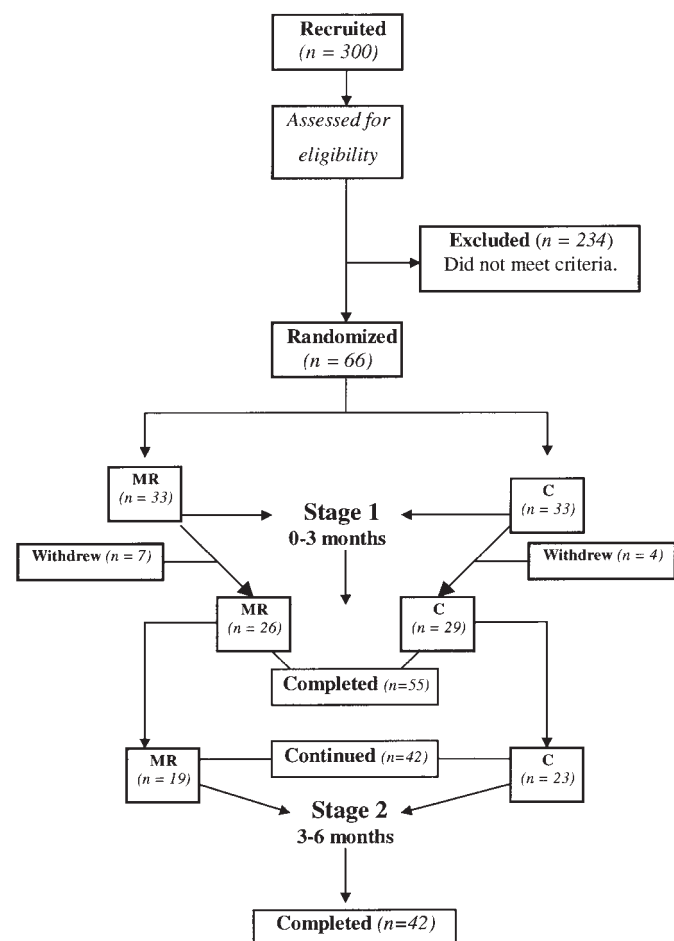 Recruited
(n = 300)
Assessed for
eligibility
Excluded (n = 234)
Did not meet criteria.
Randomized
(n = 66)
MR
(n = 33)
C
(n = 33)
Stage 1
0-3 months
Withdrew (n = 7)
Withdrew (n = 4)
MR
(n = 26)
C
(n = 29)
Completed (n=55)
MR
(n = 19)
Continued (n=42)
C
(n = 23)
Stage 2
3-6 months
Completed (n=42)